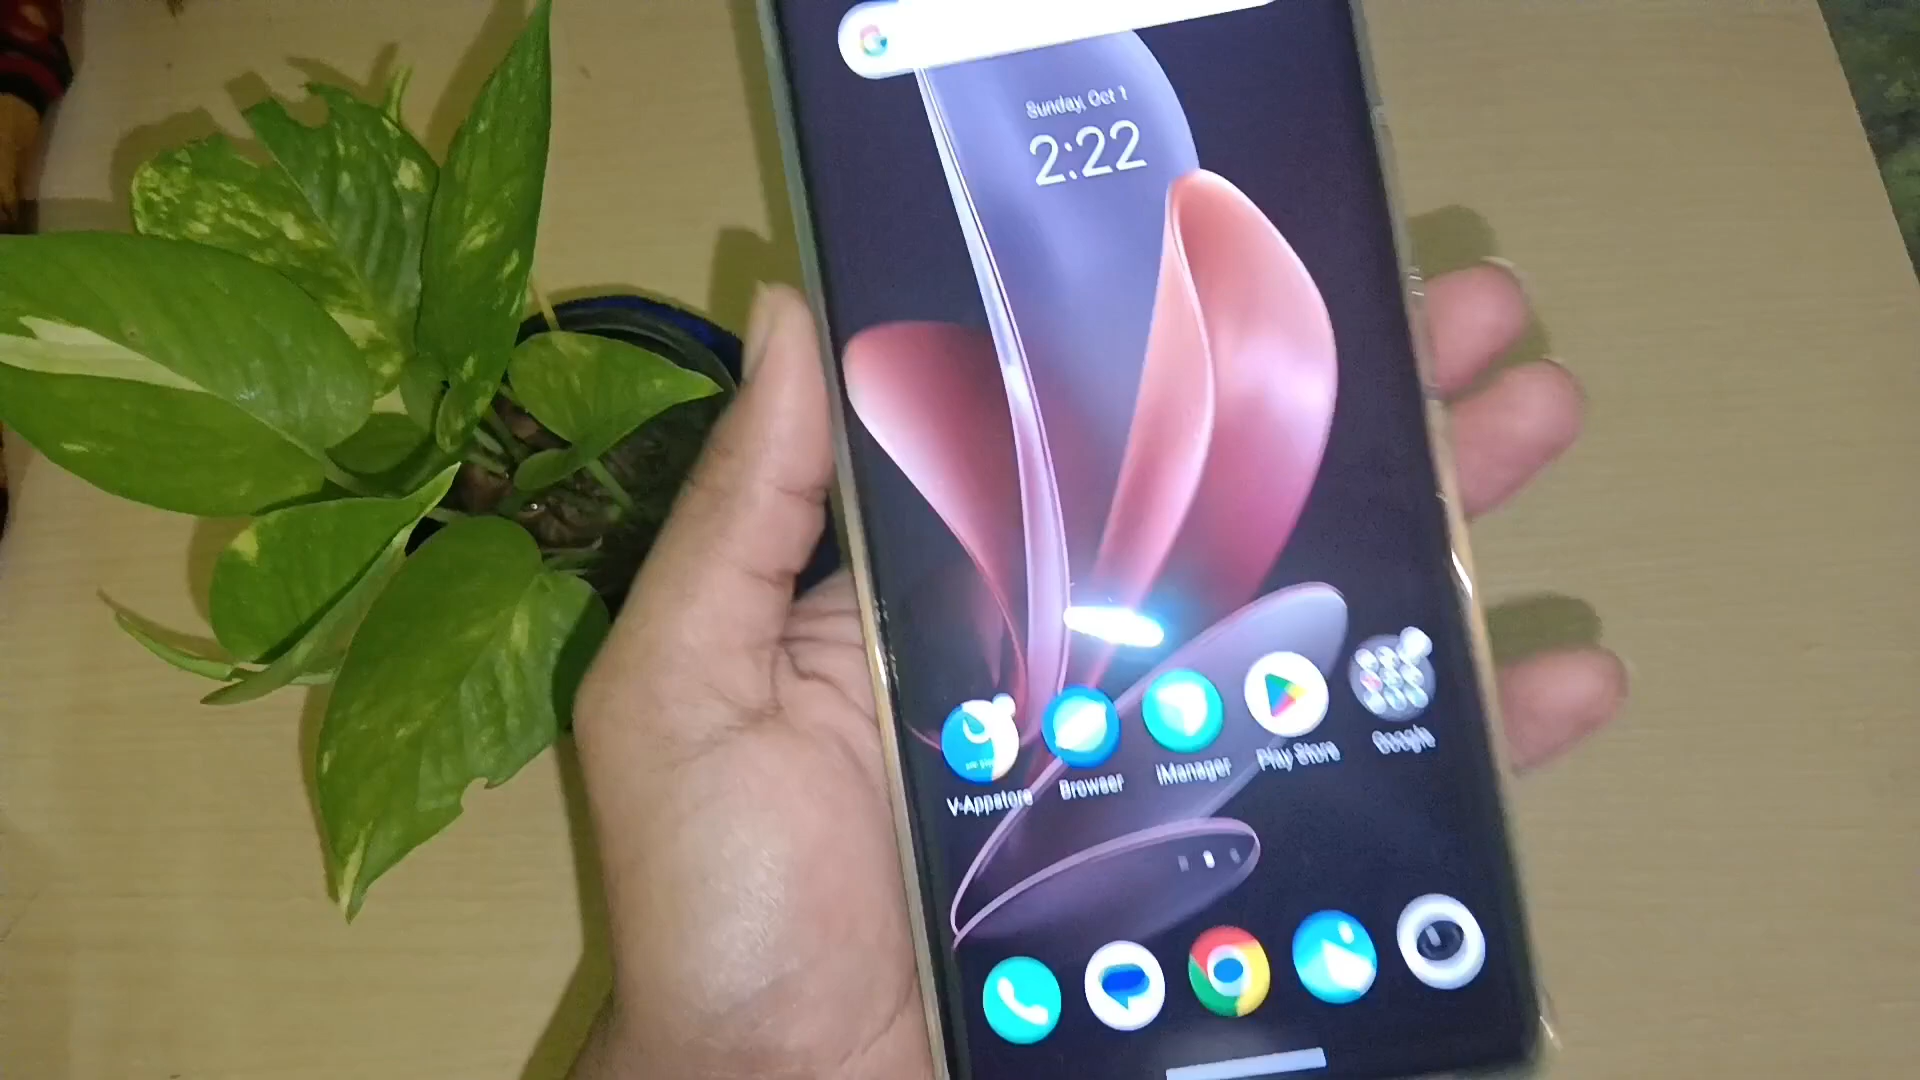 Sunday, Oct 1
2:22
V-Appstore
Browser
iManager
Play Store
Google